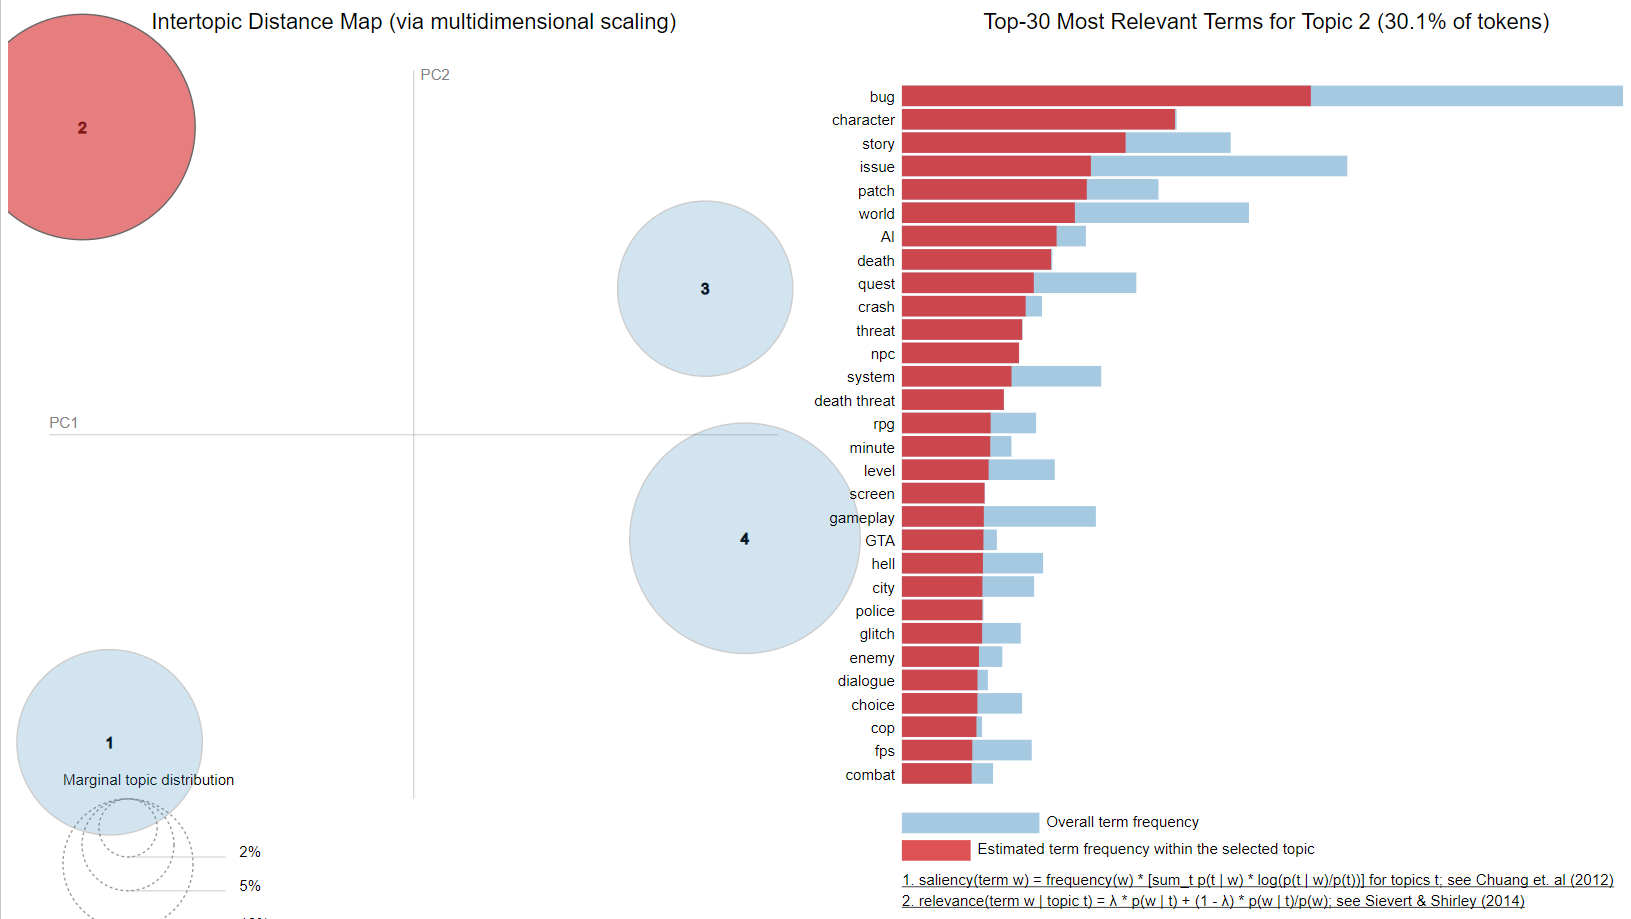 Intertopic Distance Map (via multidimensional scaling)
PC2
PC1
2
3
4
1
Marginal topic distribution
2%
5%
Top-30 Most Relevant Terms for Topic 2 (30.1% of tokens)
bug
character
story
issue
patch
world
AI
death
quest
crash
threat
npc
system
death threat
rpg
minute
level
screen
gameplay
GTA
hell
city
police
glitch
enemy
dialogue
choice
cop
fps
combat
Overall term frequency
Estimated term frequency within the selected topic
1. saliency(term w) = frequency(w) * [sum_t p(t | w) * log(p(t | w)/p(t))] for topics t; see Chuang et. al (2012)
2. relevance(term w | topic t) = λ * p(w | t) + (1 - λ) * p(w | t)/p(w); see Sievert & Shirley (2014)